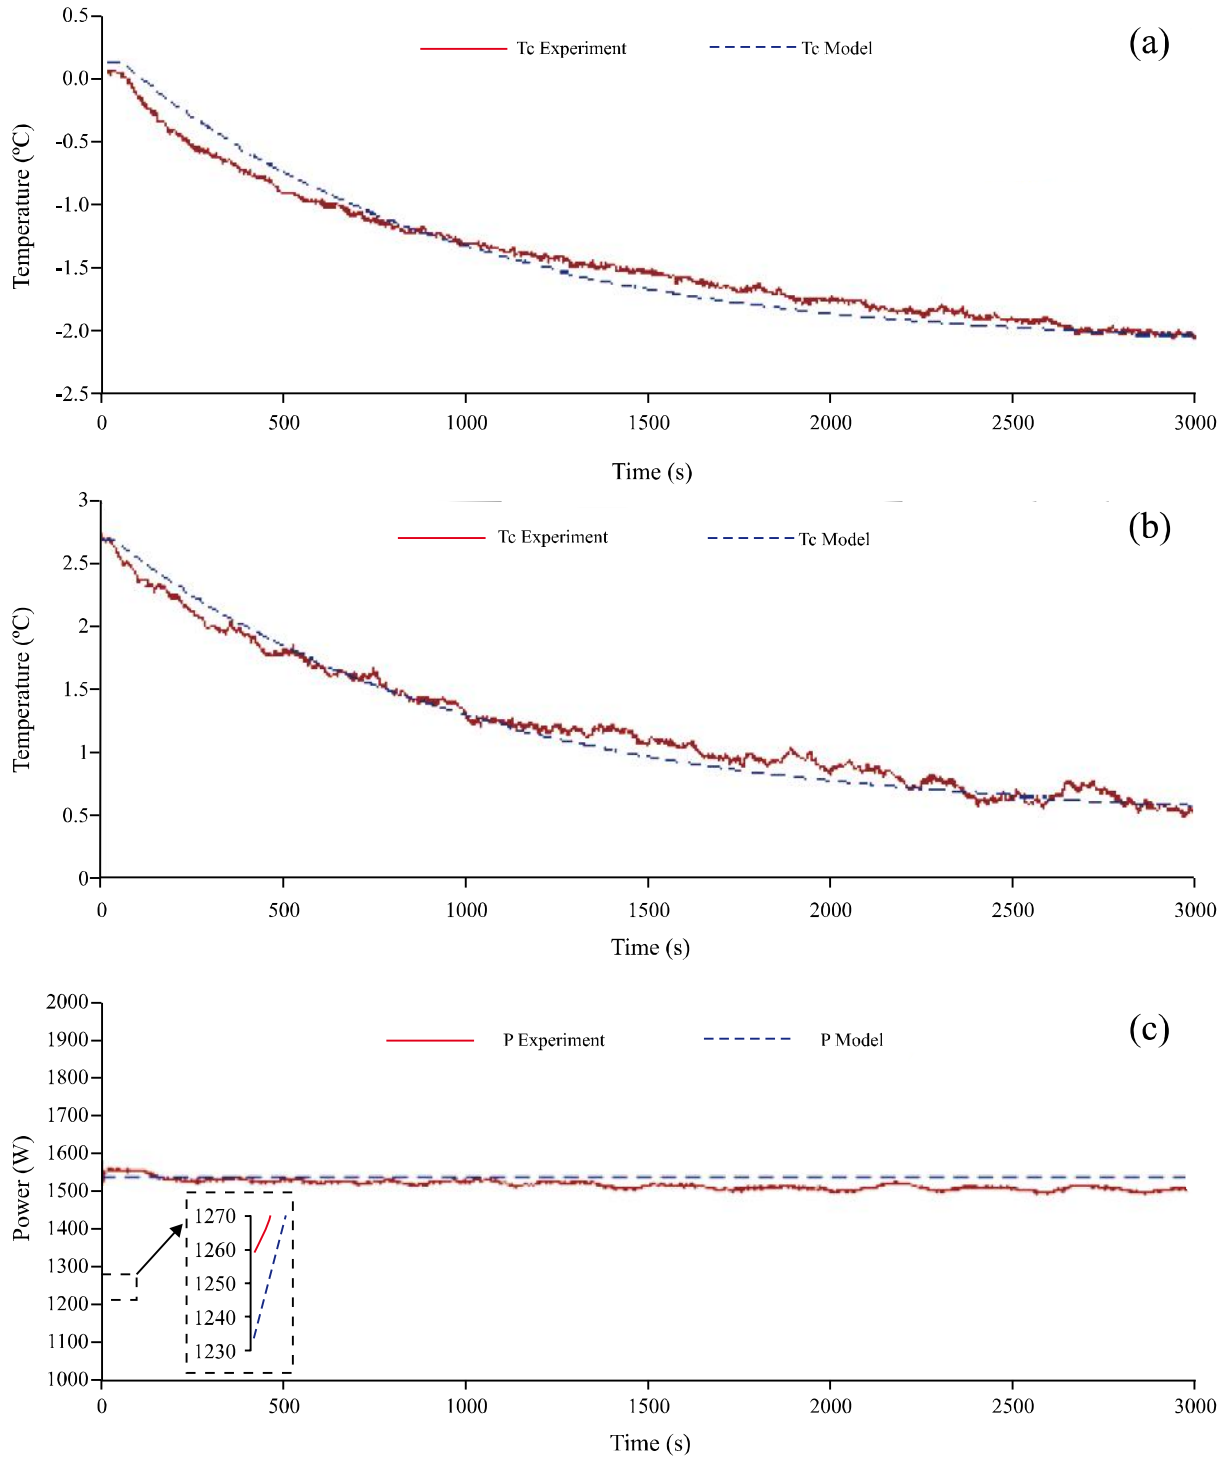 (a)
Tc Experiment
Tc Model
Temperature (ºC)
0.5
0.0
-0.5
-1.0
-1.5
-2.0
-2.5
0 500 1000 1500 2000 2500 3000
Time (s)
(b)
Tc Experiment
Tc Model
Temperature (ºC)
3
2.5
2
1.5
1
0.5
0
0 500 1000 1500 2000 2500 3000
Time (s)
(c)
P Experiment
P Model
Power (W)
2000
1900
1800
1700
1600
1500
1400
1300
1200
1100
1000
1270
1260
1250
1240
1230
0 500 1000 1500 2000 2500 3000
Time (s)